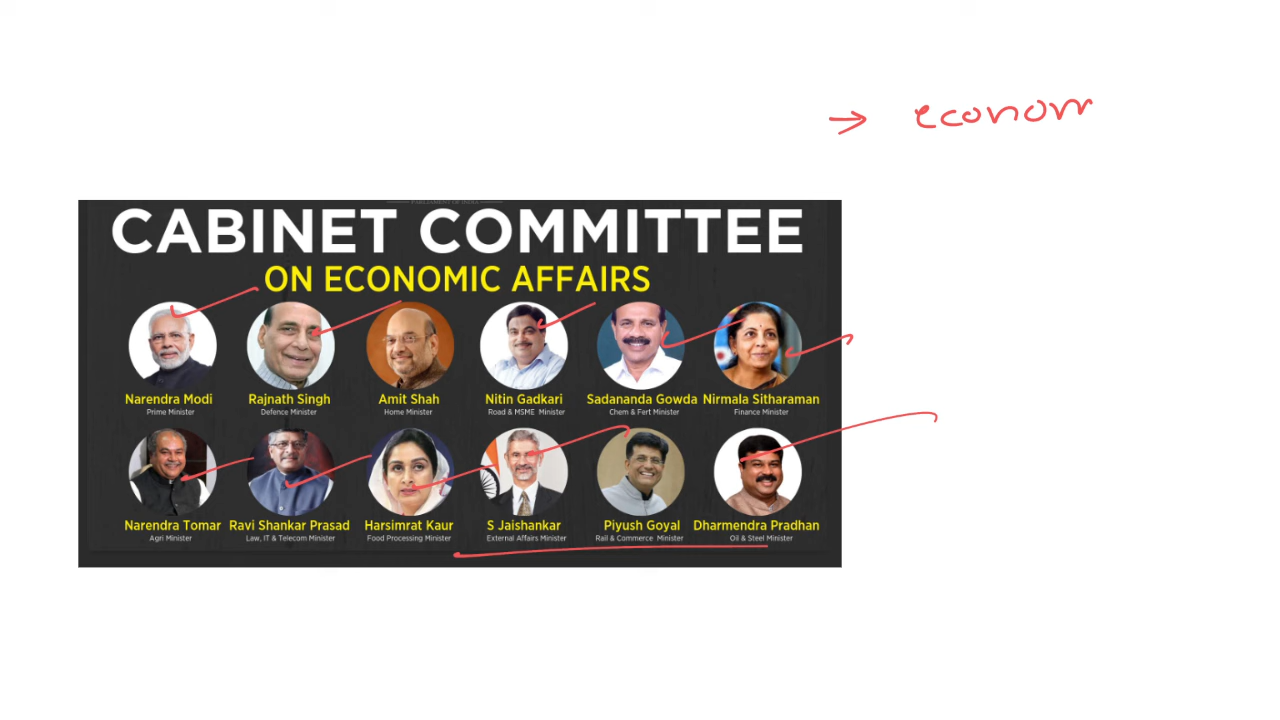 → econom
PARLIAMENT OF INDIA
CABINET COMMITTEE
ON ECONOMIC AFFAIRS
Narendra Modi Rajnath Singh Amit Shah Nitin Gadkari Sadananda Gowda Nirmala Sitharaman
Prime Minister Defence Minister Home Minister Road & MSME Minister Chem & Fert Minister Finance Minister
Narendra Tomar Ravi Shankar Prasad Harsimrat Kaur S Jaishankar Piyush Goyal Dharmendra Pradhan
Agri Minister Law, IT & Telecom Minister Food Processing Minister External Affairs Minister Rail & Commerce Minister Oil & Steel Minister